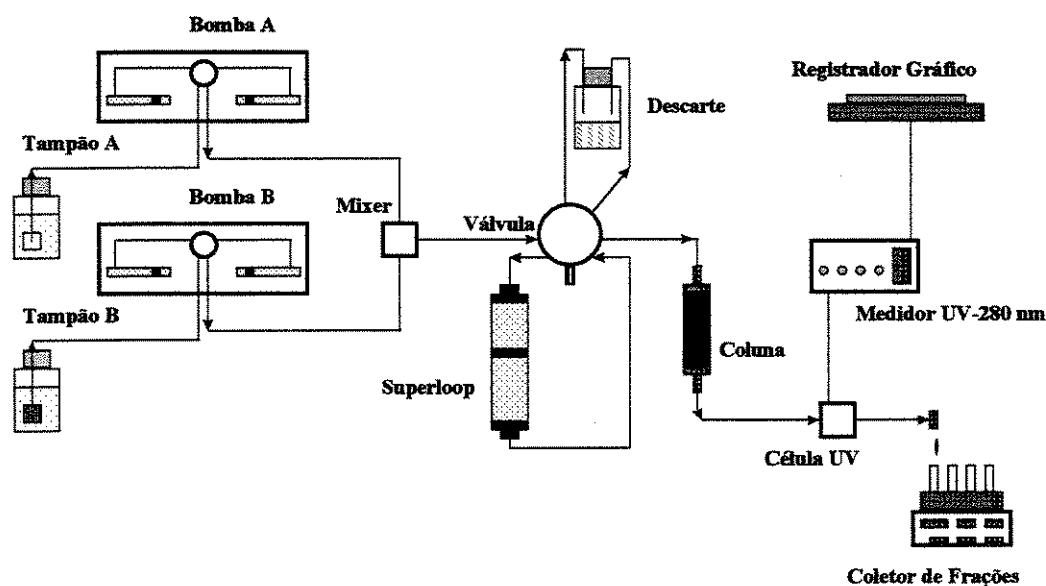 Bomba A
Registrador Gráfico
Descarte
Tampão A
Bomba B
Mixer
Válvula
Medidor UV-280 nm
Tampão B
Coluna
Superloop
Célula UV
Coletor de Frações